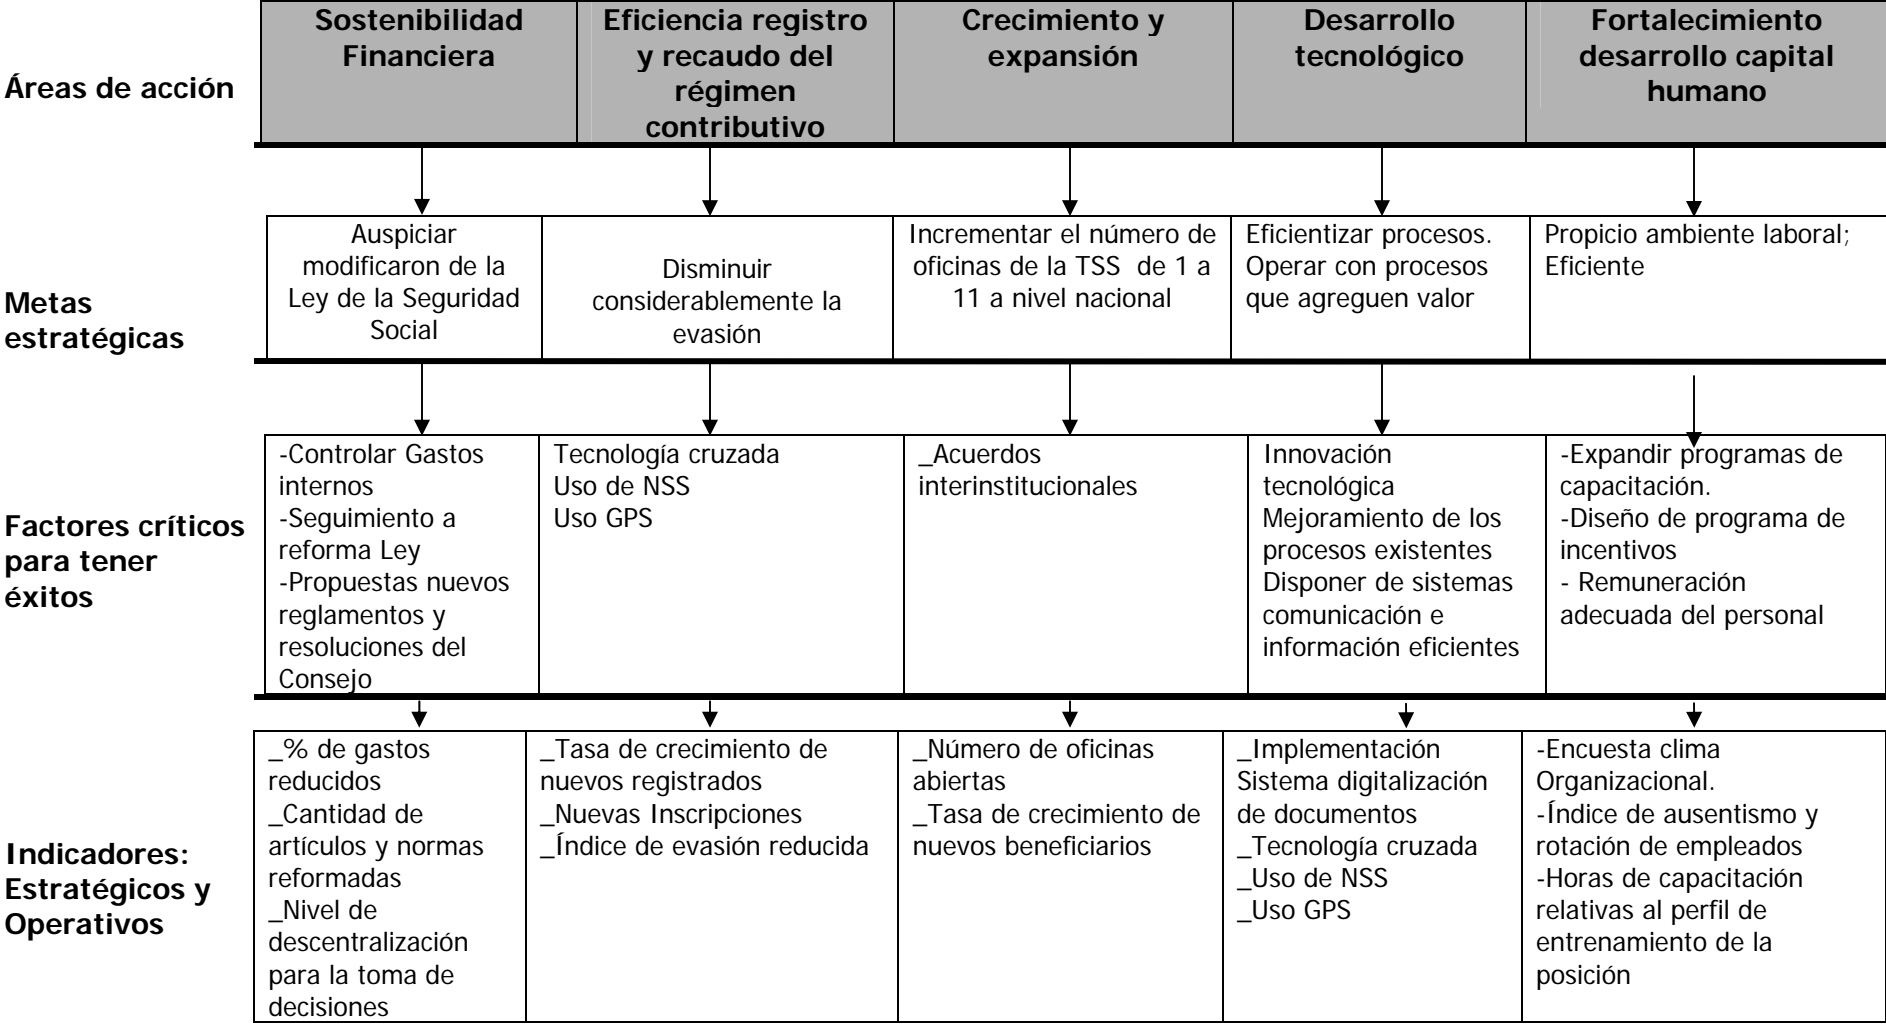 Áreas de acción
Sostenibilidad
Financiera
Eficiencia registro
y recaudo del
régimen
contributivo
Crecimiento y
expansión
Desarrollo
tecnológico
Fortalecimiento
desarrollo capital
humano
Metas
estratégicas
Auspiciar
modificaron de la
Ley de la Seguridad
Social
Disminuir
considerablemente la
evasión
Incrementar el número de
oficinas de la TSS de 1 a
11 a nivel nacional
Eficientizar procesos.
Operar con procesos
que agreguen valor
Propicio ambiente laboral;
Eficiente
Factores críticos
para tener
éxitos
-Controlar Gastos
internos
-Seguimiento a
reforma Ley
-Propuestas nuevos
reglamentos y
resoluciones del
Consejo
Tecnología cruzada
Uso de NSS
Uso GPS
_Acuerdos
interinstitucionales
Innovación
tecnológica
Mejoramiento de los
procesos existentes
Disponer de sistemas
comunicación e
información eficientes
-Expandir programas de
capacitación.
-Diseño de programa de
incentivos
- Remuneración
adecuada del personal
Indicadores:
Estratégicos y
Operativos
_% de gastos
reducidos
_Cantidad de
artículos y normas
reformadas
_Nivel de
descentralización
para la toma de
decisiones
_Tasa de crecimiento de
nuevos registrados
_Nuevas Inscripciones
_Índice de evasión reducida
_Número de oficinas
abiertas
_Tasa de crecimiento de
nuevos beneficiarios
_Implementación
Sistema digitalización
de documentos
_Tecnología cruzada
_Uso de NSS
_Uso GPS
-Encuesta clima
Organizacional.
-Índice de ausentismo y
rotación de empleados
-Horas de capacitación
relativas al perfil de
entrenamiento de la
posición